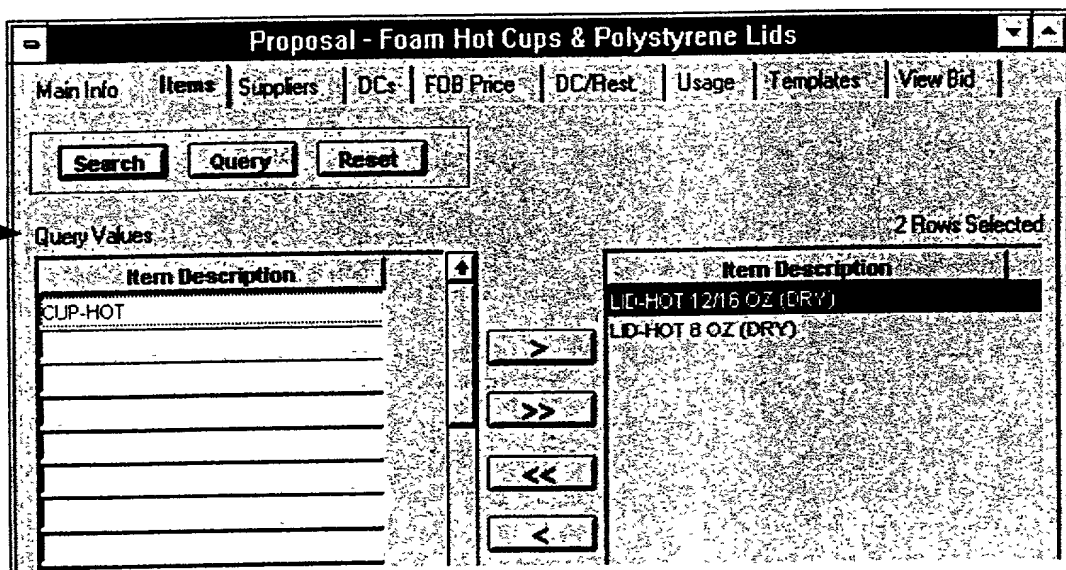 Proposal - Foam Hot Cups & Polystyrene Lids
Main Info Items Suppliers DCs FOB Price DC/Rest. Usage Templates View Bid
Search Query Reset
Query Values 2 Rows Selected
Item Description Item Description
CUP-HOT LID-HOT 12/16 OZ (DRY)
LID-HOT 8 OZ (DRY)
>
>>
<<
<